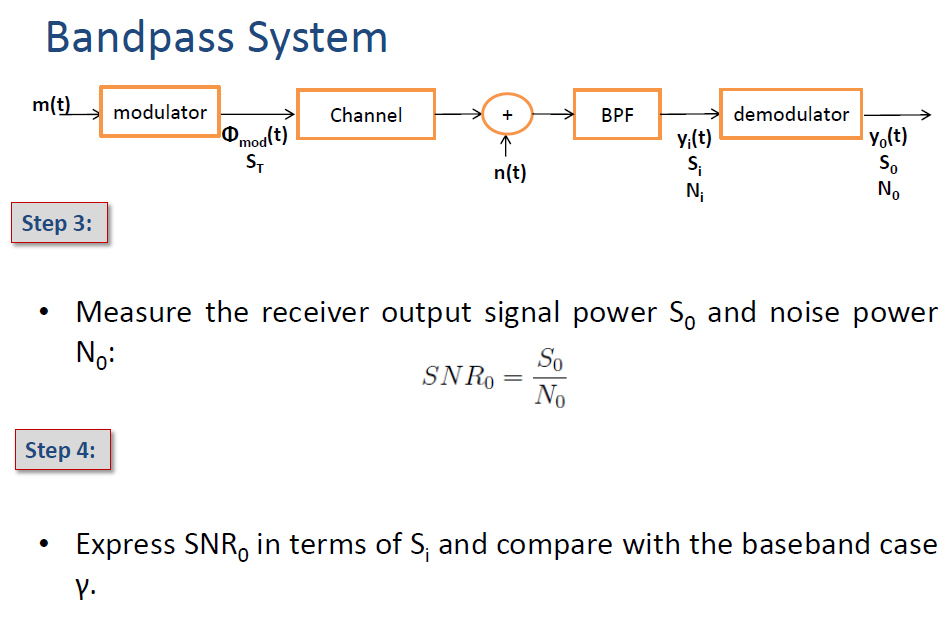 Bandpass System
m(t)
modulator
Φmod(t)
ST
Channel
+
n(t)
BPF
yi(t)
Si
Ni
demodulator
yo(t)
S0
N0
Step 3:
• Measure the receiver output signal power S0 and noise power
N0:
SNR0 = S0/N0
Step 4:
• Express SNR0 in terms of Si and compare with the baseband case
γ.